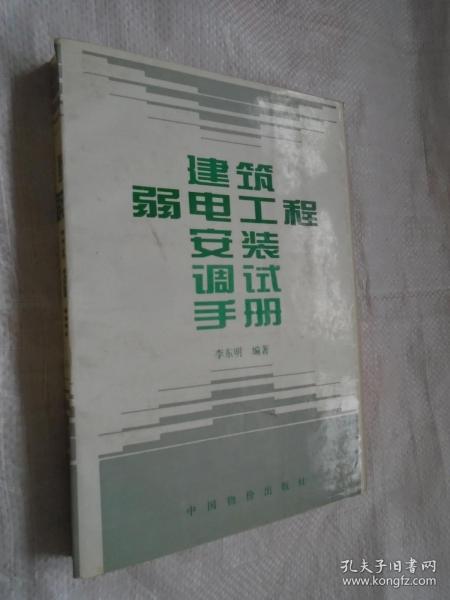 建筑
弱电工程
安装
调试
手册
李东明 编著
中国物价出版社
孔夫子旧书网
www.kongfz.com